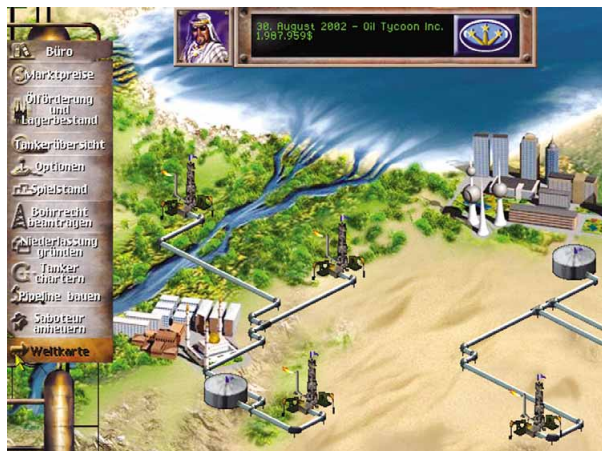 30. August 2002 - Oil Tycoon Inc.
1.987.959$
Büro
Marktpreise
Ölförderung
und
Lagerbestand
Tankerübersicht
Optionen
Spielstand
Bohrrecht
beantragen
Niederlassung
gründen
Tanker
chartern
Pipeline bauen
Saboteur
anheuern
Weltkarte